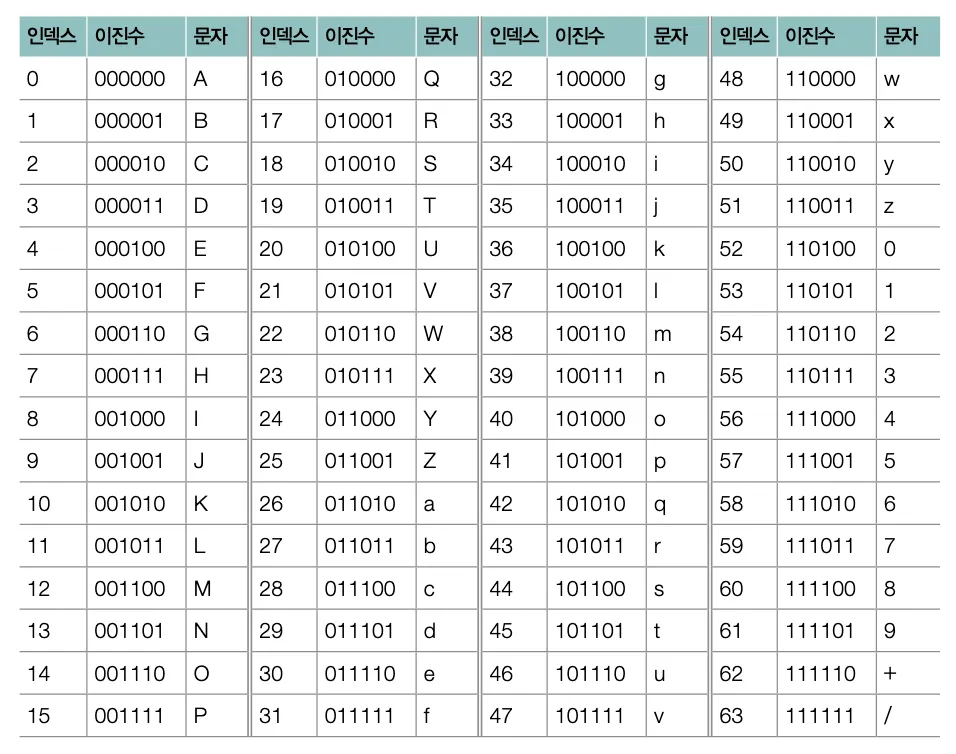 인덱스 이진수 문자 인덱스 이진수 문자 인덱스 이진수 문자 인덱스 이진수 문자
0 000000 A 16 010000 Q 32 100000 g 48 110000 w
1 000001 B 17 010001 R 33 100001 h 49 110001 x
2 000010 C 18 010010 S 34 100010 i 50 110010 y
3 000011 D 19 010011 T 35 100011 j 51 110011 z
4 000100 E 20 010100 U 36 100100 k 52 110100 0
5 000101 F 21 010101 V 37 100101 l 53 110101 1
6 000110 G 22 010110 W 38 100110 m 54 110110 2
7 000111 H 23 010111 X 39 100111 n 55 110111 3
8 001000 I 24 011000 Y 40 101000 o 56 111000 4
9 001001 J 25 011001 Z 41 101001 p 57 111001 5
10 001010 K 26 011010 a 42 101010 q 58 111010 6
11 001011 L 27 011011 b 43 101011 r 59 111011 7
12 001100 M 28 011100 c 44 101100 s 60 111100 8
13 001101 N 29 011101 d 45 101101 t 61 111101 9
14 001110 O 30 011110 e 46 101110 u 62 111110 +
15 001111 P 31 011111 f 47 101111 v 63 111111 /